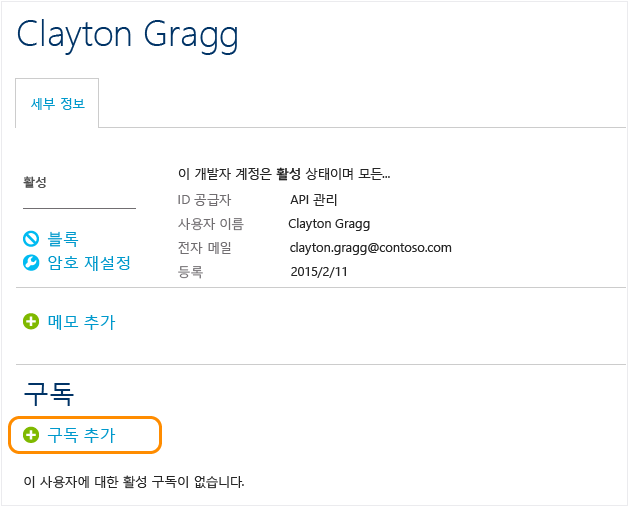 Clayton Gragg
세부 정보
활성
이 개발자 계정은 활성 상태이며 모든...
ID 공급자 API 관리
사용자 이름 Clayton Gragg
전자 메일 clayton.gragg@contoso.com
등록 2015/2/11
블록
암호 재설정
메모 추가
구독
구독 추가
이 사용자에 대한 활성 구독이 없습니다.